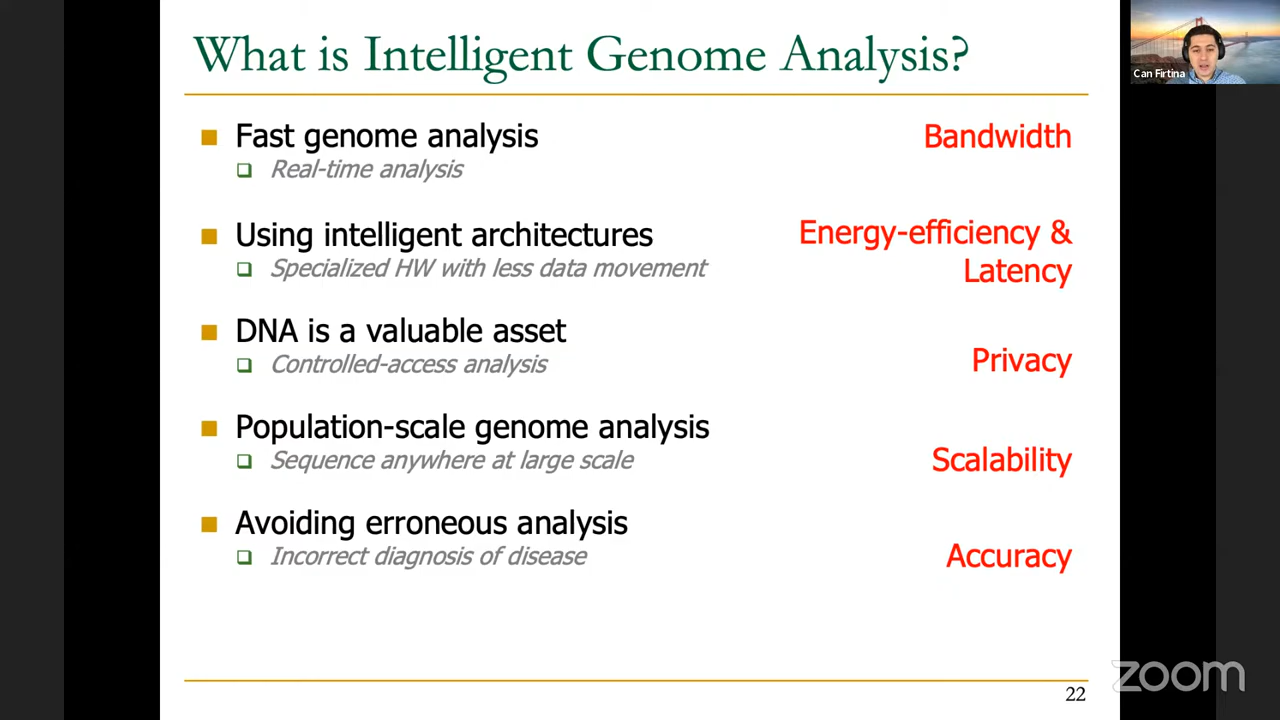 What is Intelligent Genome Analysis?
Can Firtina
Fast genome analysis
Bandwidth
Real-time analysis
Using intelligent architectures
Energy-efficiency &
Specialized HW with less data movement
Latency
DNA is a valuable asset
Controlled-access analysis
Privacy
Population-scale genome analysis
Sequence anywhere at large scale
Scalability
Avoiding erroneous analysis
Incorrect diagnosis of disease
Accuracy
zoom
22